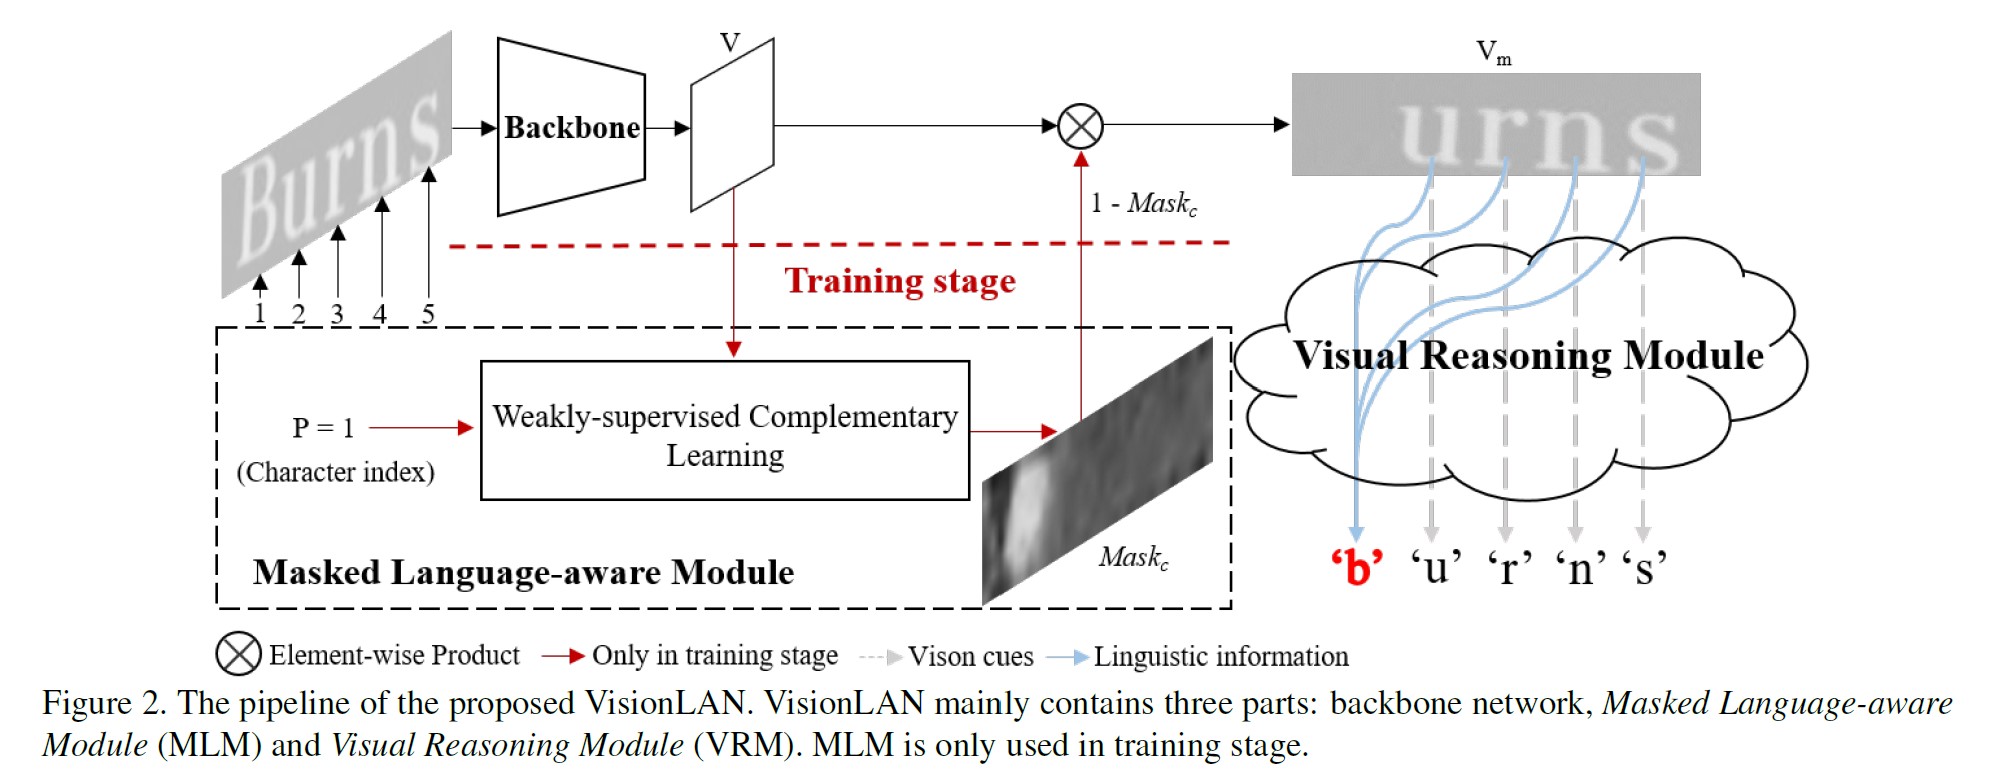 V
V_m
Burns
Backbone
urns
1 - Mask_c
Training stage
1 2 3 4 5
Visual Reasoning Module
P = 1
(Character index)
Weakly-supervised Complementary
Learning
Mask_c
Masked Language-aware Module
‘b’ ‘u’ ‘r’ ‘n’ ‘s’
Element-wise Product Only in training stage Vison cues Linguistic information
Figure 2. The pipeline of the proposed VisionLAN. VisionLAN mainly contains three parts: backbone network, Masked Language-aware
Module (MLM) and Visual Reasoning Module (VRM). MLM is only used in training stage.